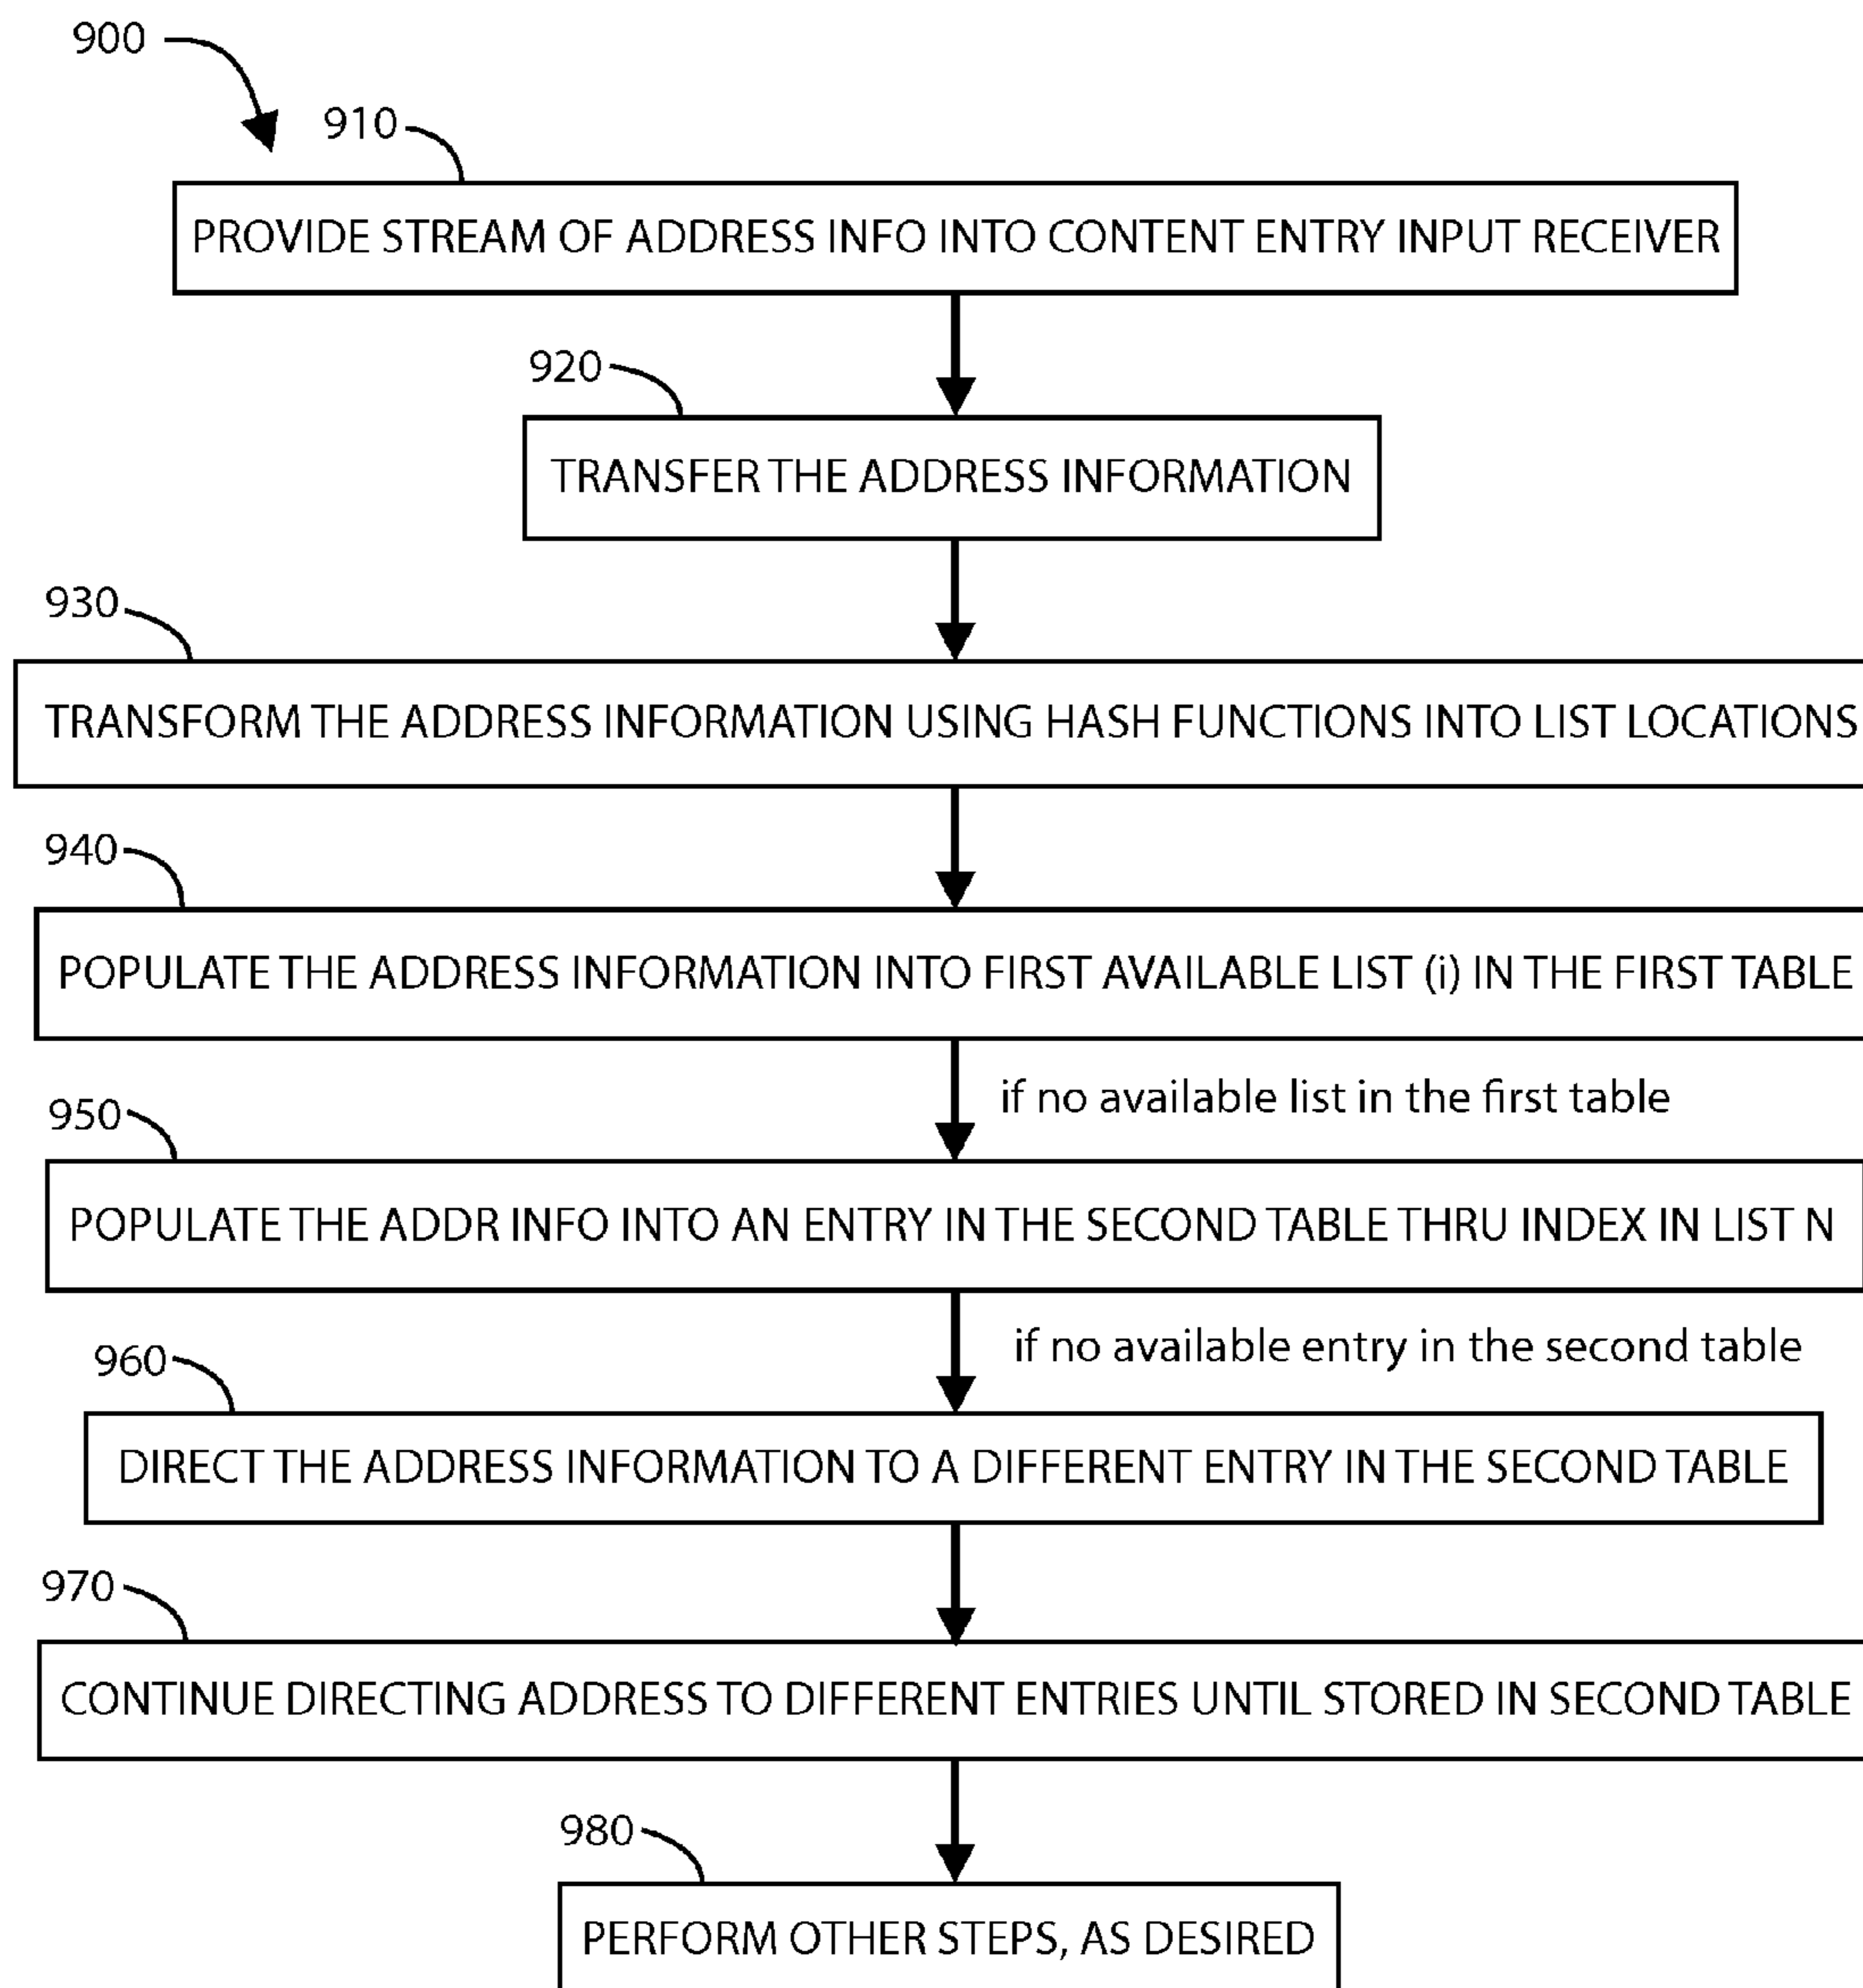 900
910
PROVIDE STREAM OF ADDRESS INFO INTO CONTENT ENTRY INPUT RECEIVER
920
TRANSFER THE ADDRESS INFORMATION
930
TRANSFORM THE ADDRESS INFORMATION USING HASH FUNCTIONS INTO LIST LOCATIONS
940
POPULATE THE ADDRESS INFORMATION INTO FIRST AVAILABLE LIST (i) IN THE FIRST TABLE
if no available list in the first table
950
POPULATE THE ADDR INFO INTO AN ENTRY IN THE SECOND TABLE THRU INDEX IN LIST N
if no available entry in the second table
960
DIRECT THE ADDRESS INFORMATION TO A DIFFERENT ENTRY IN THE SECOND TABLE
970
CONTINUE DIRECTING ADDRESS TO DIFFERENT ENTRIES UNTIL STORED IN SECOND TABLE
980
PERFORM OTHER STEPS, AS DESIRED